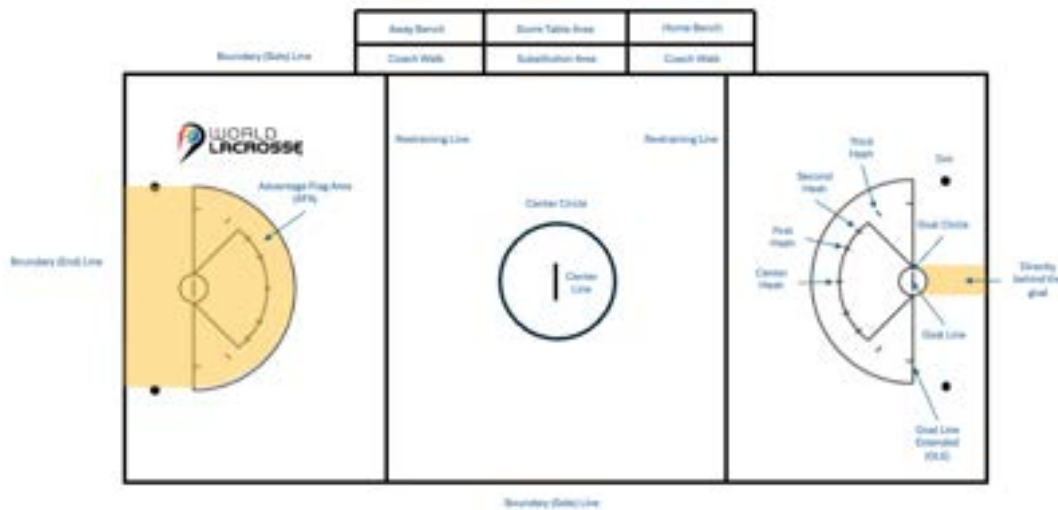 Away Bench
Score Table Area
Home Bench
Boundary (Side) Line
Coach Walk
Substitution Area
Coach Walk
WORLD
LACROSSE
Restraining Line
Restraining Line
Third
Hash
Dot
Second
Hash
Advantage Flag Area
(AFA)
Center Circle
Goal Circle
First
Hash
Boundary (End) Line
Center
Line
Center
Hash
Directly
behind the
goal
Goal Line
Goal Line
Extended
(GLE)
Boundary (Side) Line